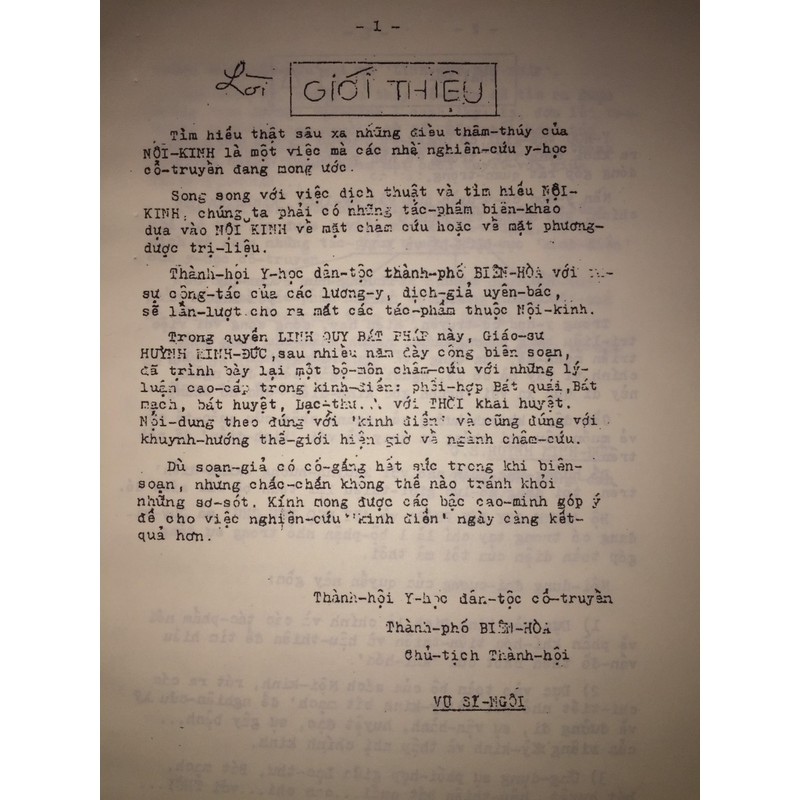 - 1 -
Lời GIỚI THIỆU
Tìm hiểu thật sâu xa những điều thâm-thúy của
NỘI-KINH là một việc mà các nhà nghiên-cứu y-học
cổ-truyền đang mong ước.
Song song với việc dịch thuật và tìm hiểu NỘI-
KINH, chúng ta phải có những tác-phẩm biên-khảo
dựa vào NỘI KINH về mặt châm cứu hoặc về mặt phương-
dược trị-liệu.
Thành-hội Y-học dân-tộc thành-phố BIÊN-HÒA với
sự cộng-tác của các lương-y, dịch-giả uyên-bác,
sẽ lần-lượt cho ra mắt các tác-phẩm thuộc Nội-kinh.
Trong quyển LINH QUY BÁT PHÁP này, Giáo-sư
HUỲNH MINH-ĐỨC, sau nhiều năm dày công biên soạn,
đã trình bày lại một bộ-môn châm-cứu với những lý-
luận cao-cấp trong kinh-điển: phối-hợp Bát quái, Bát
mạch, bát huyệt, Lạc-thư... với THỜI khai huyệt.
Nội-dung theo đúng với 'kinh điển' và cũng đúng với
khuynh-hướng thế-giới hiện giờ về ngành châm-cứu.
Dù soạn-giả có cố-gắng hết sức trong khi biên-
soạn, nhưng chắc-chắn không thể nào tránh khỏi
những sơ-sót. Kính mong được các bậc cao-minh góp ý
để cho việc nghiên-cứu 'kinh điển' ngày càng kết-
quả hơn.
Thành-hội Y-học dân-tộc cổ-truyền
Thành-phố BIÊN-HÒA
Chủ-tịch Thành-hội
VŨ SĨ-NGÔI